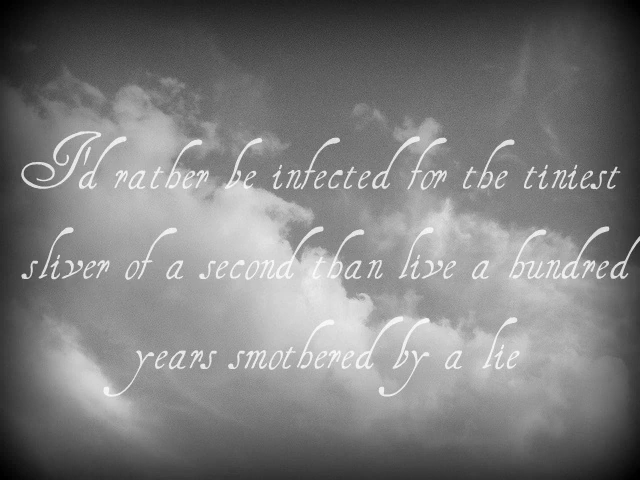 I'd rather be infected for the tiniest
sliver of a second than live a hundred
years smothered by a lie